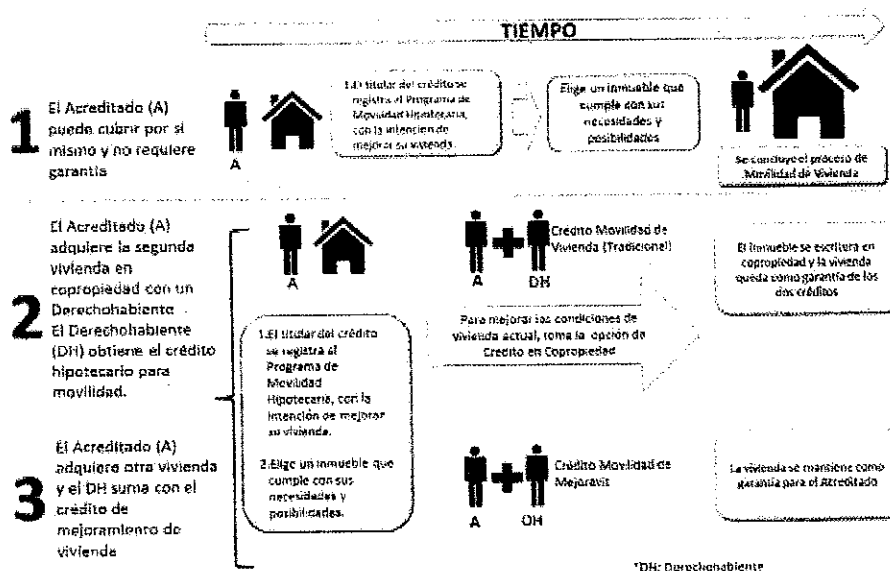 TIEMPO
1
El Acreditado (A)
puede cubrir por sí
mismo y no requiere
garantía
A
1.El titular del crédito se
registra al Programa de
Movilidad Hipotecaria,
con la intención de
mejorar su vivienda.
Elige un inmueble que
cumple con sus
necesidades y
posibilidades
Se concluye el proceso de
Movilidad de Vivienda
2
El Acreditado (A)
adquiere la segunda
vivienda en
copropiedad con un
Derechohabiente
El Derechohabiente
(DH) obtiene el crédito
hipotecario para
movilidad.
A
1.El titular del crédito
se registra al
Programa de
Movilidad
Hipotecaria, con la
intención de mejorar
su vivienda.
2.Elige un inmueble que
cumple con sus
necesidades y
posibilidades.
A DH
Crédito Movilidad de
Vivienda (Tradicional)
Para mejorar las condiciones de
vivienda actual, toma la opción de
Credito en Copropiedad
El inmueble se escritura en
copropiedad y la vivienda
queda como garantía de los
dos créditos
3
El Acreditado (A)
adquiere otra vivienda
y el DH suma con el
crédito de
mejoramiento de
vivienda
A DH
Crédito Movilidad de
Mejoravit
La vivienda se mantiene como
garantía para el Acreditado
*DH: Derechohabiente